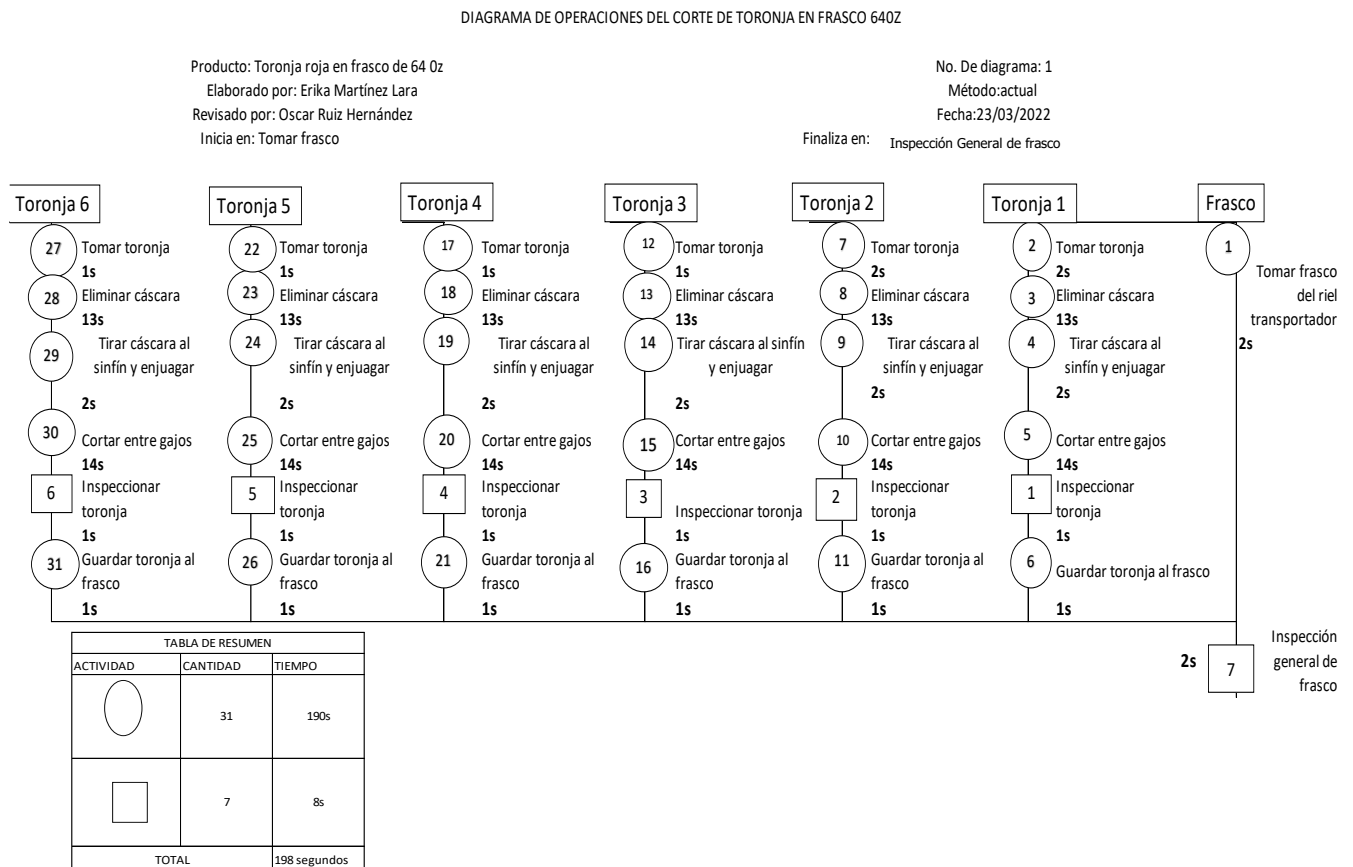 DIAGRAMA DE OPERACIONES DEL CORTE DE TORONJA EN FRASCO 640Z
Producto: Toronja roja en frasco de 64 0z
Elaborado por: Erika Martínez Lara
Revisado por: Oscar Ruiz Hernández
Inicia en: Tomar frasco
No. De diagrama: 1
Método:actual
Fecha:23/03/2022
Finaliza en: Inspección General de frasco
Toronja 6
27 Tomar toronja
1s
28 Eliminar cáscara
13s
29 Tirar cáscara al
sinfín y enjuagar
2s
30 Cortar entre gajos
14s
6 Inspeccionar
toronja
1s
31 Guardar toronja al
frasco
1s
Toronja 5
22 Tomar toronja
1s
23 Eliminar cáscara
13s
24 Tirar cáscara al
sinfín y enjuagar
2s
25 Cortar entre gajos
14s
5 Inspeccionar
toronja
1s
26 Guardar toronja al
frasco
1s
Toronja 4
17 Tomar toronja
1s
18 Eliminar cáscara
13s
19 Tirar cáscara al
sinfín y enjuagar
2s
20 Cortar entre gajos
14s
4 Inspeccionar
toronja
1s
21 Guardar toronja al
frasco
1s
Toronja 3
12 Tomar toronja
1s
13 Eliminar cáscara
13s
14 Tirar cáscara al sinfín
y enjuagar
2s
15 Cortar entre gajos
14s
3 Inspeccionar toronja
1s
16 Guardar toronja al
frasco
1s
Toronja 2
7 Tomar toronja
2s
8 Eliminar cáscara
13s
9 Tirar cáscara al
sinfín y enjuagar
2s
10 Cortar entre gajos
14s
2 Inspeccionar
toronja
1s
11 Guardar toronja al
frasco
1s
Toronja 1
2 Tomar toronja
2s
3 Eliminar cáscara
13s
4 Tirar cáscara al
sinfín y enjuagar
2s
5 Cortar entre gajos
14s
1 Inspeccionar
toronja
1s
6 Guardar toronja al frasco
1s
Frasco
1
Tomar frasco
del riel
transportador
2s
2s 7 Inspección
general de
frasco
TABLA DE RESUMEN
ACTIVIDAD CANTIDAD TIEMPO
31 190s
7 8s
TOTAL 198 segundos